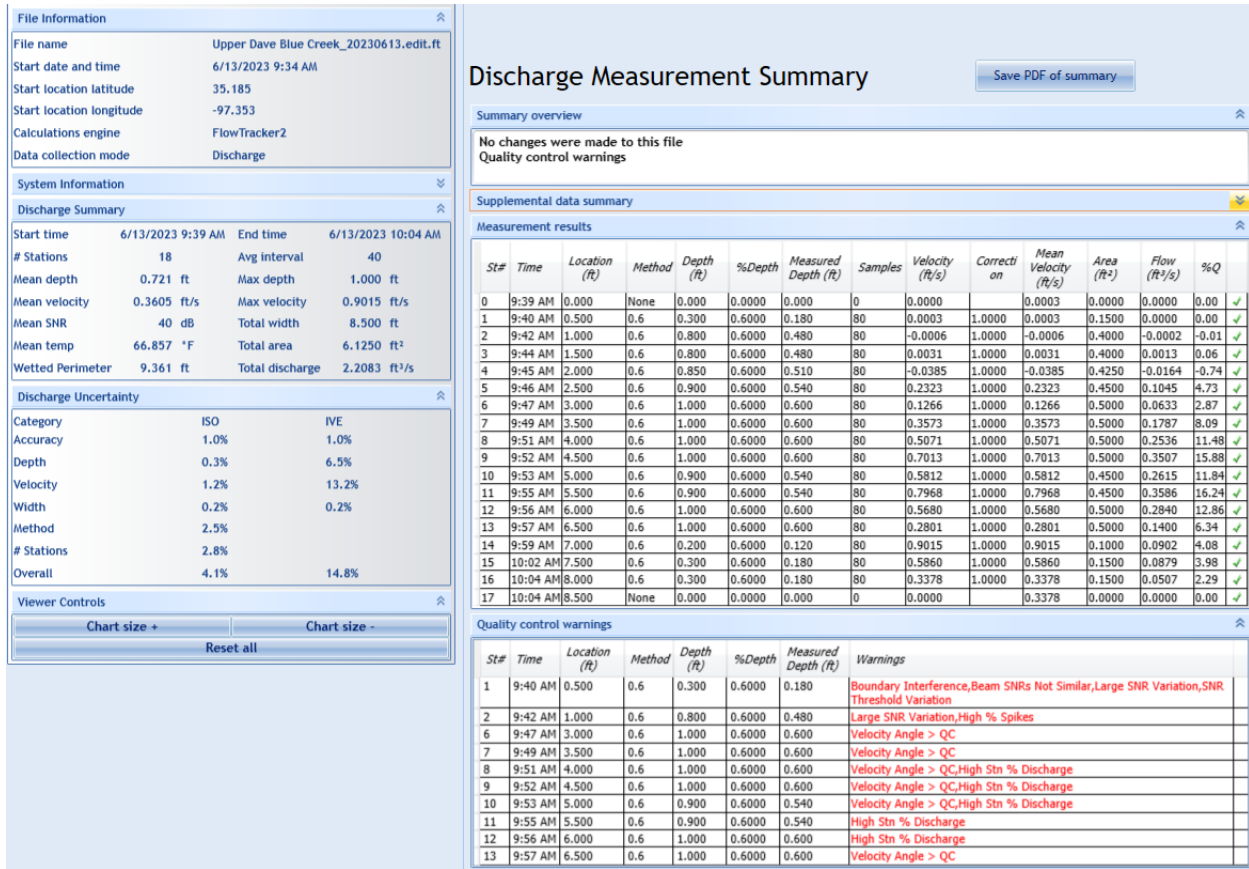 File Information
File name Upper Dave Blue Creek_20230613.edit.ft
Start date and time 6/13/2023 9:34 AM
Start location latitude 35.185
Start location longitude -97.353
Calculations engine FlowTracker2
Data collection mode Discharge
System Information
Discharge Summary
Start time 6/13/2023 9:39 AM End time 6/13/2023 10:04 AM
# Stations 18 Avg interval 40
Mean depth 0.721 ft Max depth 1.000 ft
Mean velocity 0.3605 ft/s Max velocity 0.9015 ft/s
Mean SNR 40 dB Total width 8.500 ft
Mean temp 66.857 °F Total area 6.1250 ft²
Wetted Perimeter 9.361 ft Total discharge 2.2083 ft³/s
Discharge Uncertainty
Category ISO IVE
Accuracy 1.0% 1.0%
Depth 0.3% 6.5%
Velocity 1.2% 13.2%
Width 0.2% 0.2%
Method 2.5%
# Stations 2.8%
Overall 4.1% 14.8%
Viewer Controls
Chart size + Chart size -
Reset all
Discharge Measurement Summary
Save PDF of summary
Summary overview
No changes were made to this file
Quality control warnings
Supplemental data summary
Measurement results
St# Time Location (ft) Method Depth (ft) %Depth Measured Depth (ft) Samples Velocity (ft/s) Correcti on Mean Velocity (ft/s) Area (ft²) Flow (ft³/s) %Q
0 9:39 AM 0.000 None 0.000 0.0000 0.000 0 0.0000 0.0003 0.0000 0.0000 0.00 ✓
1 9:40 AM 0.500 0.6 0.300 0.6000 0.180 80 0.0003 1.0000 0.0003 0.1500 0.0000 0.00 ✓
2 9:42 AM 1.000 0.6 0.800 0.6000 0.480 80 -0.0006 1.0000 -0.0006 0.4000 -0.0002 -0.01 ✓
3 9:44 AM 1.500 0.6 0.800 0.6000 0.480 80 0.0031 1.0000 0.0031 0.4000 0.0013 0.06 ✓
4 9:45 AM 2.000 0.6 0.850 0.6000 0.510 80 -0.0385 1.0000 -0.0385 0.4250 -0.0164 -0.74 ✓
5 9:46 AM 2.500 0.6 0.900 0.6000 0.540 80 0.2323 1.0000 0.2323 0.4500 0.1045 4.73 ✓
6 9:47 AM 3.000 0.6 1.000 0.6000 0.600 80 0.1266 1.0000 0.1266 0.5000 0.0633 2.87 ✓
7 9:49 AM 3.500 0.6 1.000 0.6000 0.600 80 0.3573 1.0000 0.3573 0.5000 0.1787 8.09 ✓
8 9:51 AM 4.000 0.6 1.000 0.6000 0.600 80 0.5071 1.0000 0.5071 0.5000 0.2536 11.48 ✓
9 9:52 AM 4.500 0.6 1.000 0.6000 0.600 80 0.7013 1.0000 0.7013 0.5000 0.3507 15.88 ✓
10 9:53 AM 5.000 0.6 0.900 0.6000 0.540 80 0.5812 1.0000 0.5812 0.4500 0.2615 11.84 ✓
11 9:55 AM 5.500 0.6 0.900 0.6000 0.540 80 0.7968 1.0000 0.7968 0.4500 0.3586 16.24 ✓
12 9:56 AM 6.000 0.6 1.000 0.6000 0.600 80 0.5680 1.0000 0.5680 0.5000 0.2840 12.86 ✓
13 9:57 AM 6.500 0.6 1.000 0.6000 0.600 80 0.2801 1.0000 0.2801 0.5000 0.1400 6.34 ✓
14 9:59 AM 7.000 0.6 0.200 0.6000 0.120 80 0.9015 1.0000 0.9015 0.1000 0.0902 4.08 ✓
15 10:02 AM 7.500 0.6 0.300 0.6000 0.180 80 0.5860 1.0000 0.5860 0.1500 0.0879 3.98 ✓
16 10:04 AM 8.000 0.6 0.300 0.6000 0.180 80 0.3378 1.0000 0.3378 0.1500 0.0507 2.29 ✓
17 10:04 AM 8.500 None 0.000 0.0000 0.000 0 0.0000 0.3378 0.0000 0.0000 0.00 ✓
Quality control warnings
St# Time Location (ft) Method Depth (ft) %Depth Measured Depth (ft) Warnings
1 9:40 AM 0.500 0.6 0.300 0.6000 0.180 Boundary Interference,Beam SNRs Not Similar,Large SNR Variation,SNR
Threshold Variation
2 9:42 AM 1.000 0.6 0.800 0.6000 0.480 Large SNR Variation,High % Spikes
6 9:47 AM 3.000 0.6 1.000 0.6000 0.600 Velocity Angle > QC
7 9:49 AM 3.500 0.6 1.000 0.6000 0.600 Velocity Angle > QC
8 9:51 AM 4.000 0.6 1.000 0.6000 0.600 Velocity Angle > QC,High Stn % Discharge
9 9:52 AM 4.500 0.6 1.000 0.6000 0.600 Velocity Angle > QC,High Stn % Discharge
10 9:53 AM 5.000 0.6 0.900 0.6000 0.540 Velocity Angle > QC,High Stn % Discharge
11 9:55 AM 5.500 0.6 0.900 0.6000 0.540 High Stn % Discharge
12 9:56 AM 6.000 0.6 1.000 0.6000 0.600 High Stn % Discharge
13 9:57 AM 6.500 0.6 1.000 0.6000 0.600 Velocity Angle > QC